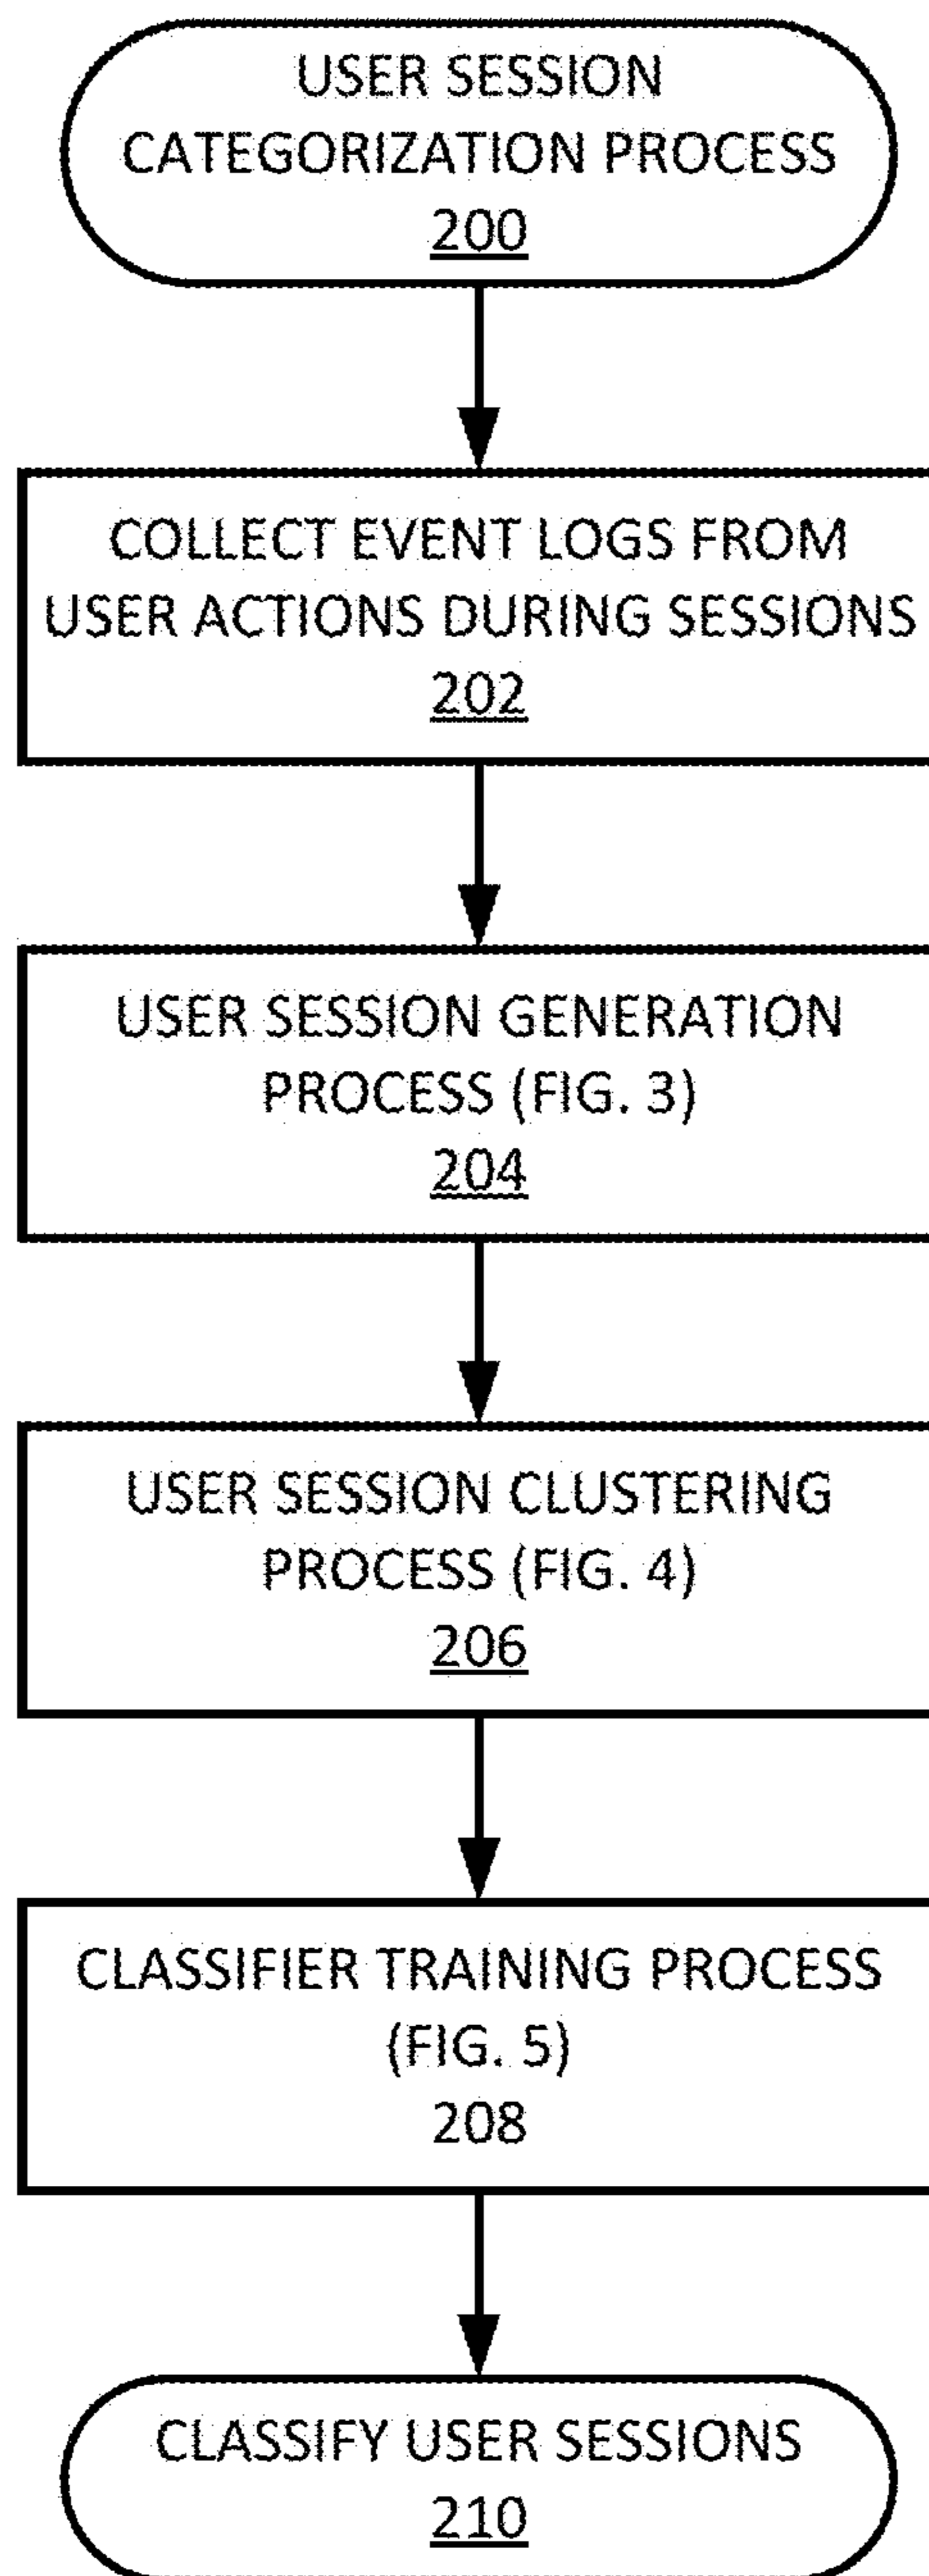 USER SESSION
CATEGORIZATION PROCESS
200
COLLECT EVENT LOGS FROM
USER ACTIONS DURING SESSIONS
202
USER SESSION GENERATION
PROCESS (FIG. 3)
204
USER SESSION CLUSTERING
PROCESS (FIG. 4)
206
CLASSIFIER TRAINING PROCESS
(FIG. 5)
208
CLASSIFY USER SESSIONS
210